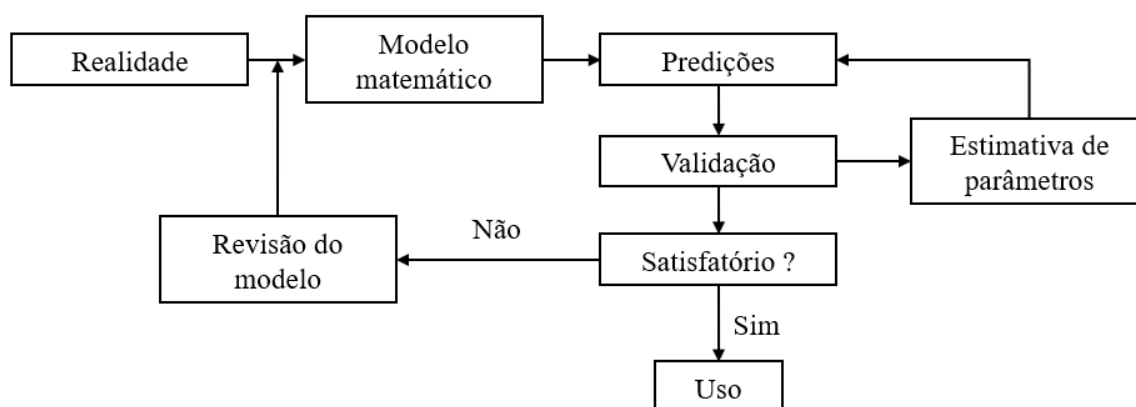 Realidade
Modelo
matemático
Predições
Validação
Estimativa de
parâmetros
Satisfatório ?
Não
Revisão do
modelo
Sim
Uso